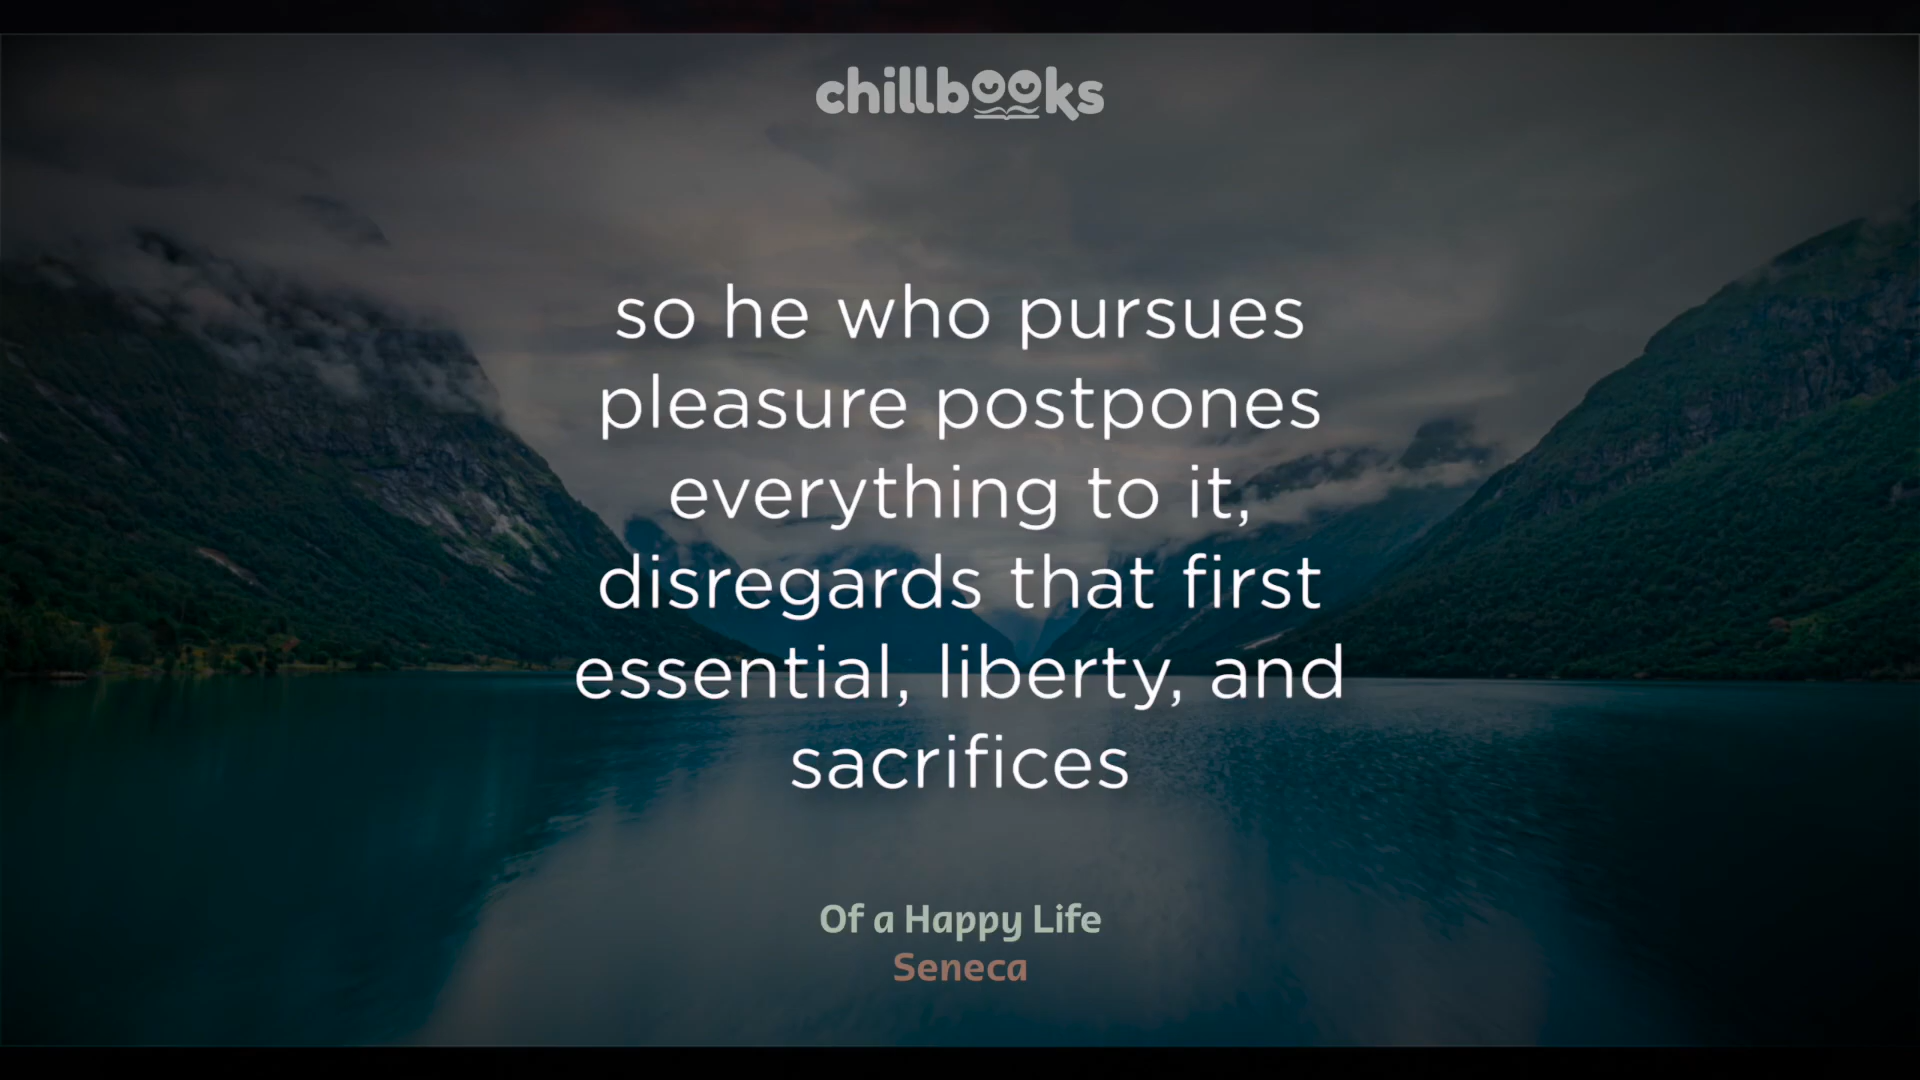 chillbooks
so he who pursues
pleasure postpones
everything to it,
disregards that first
essential, liberty, and
sacrifices
Of a Happy Life
Seneca